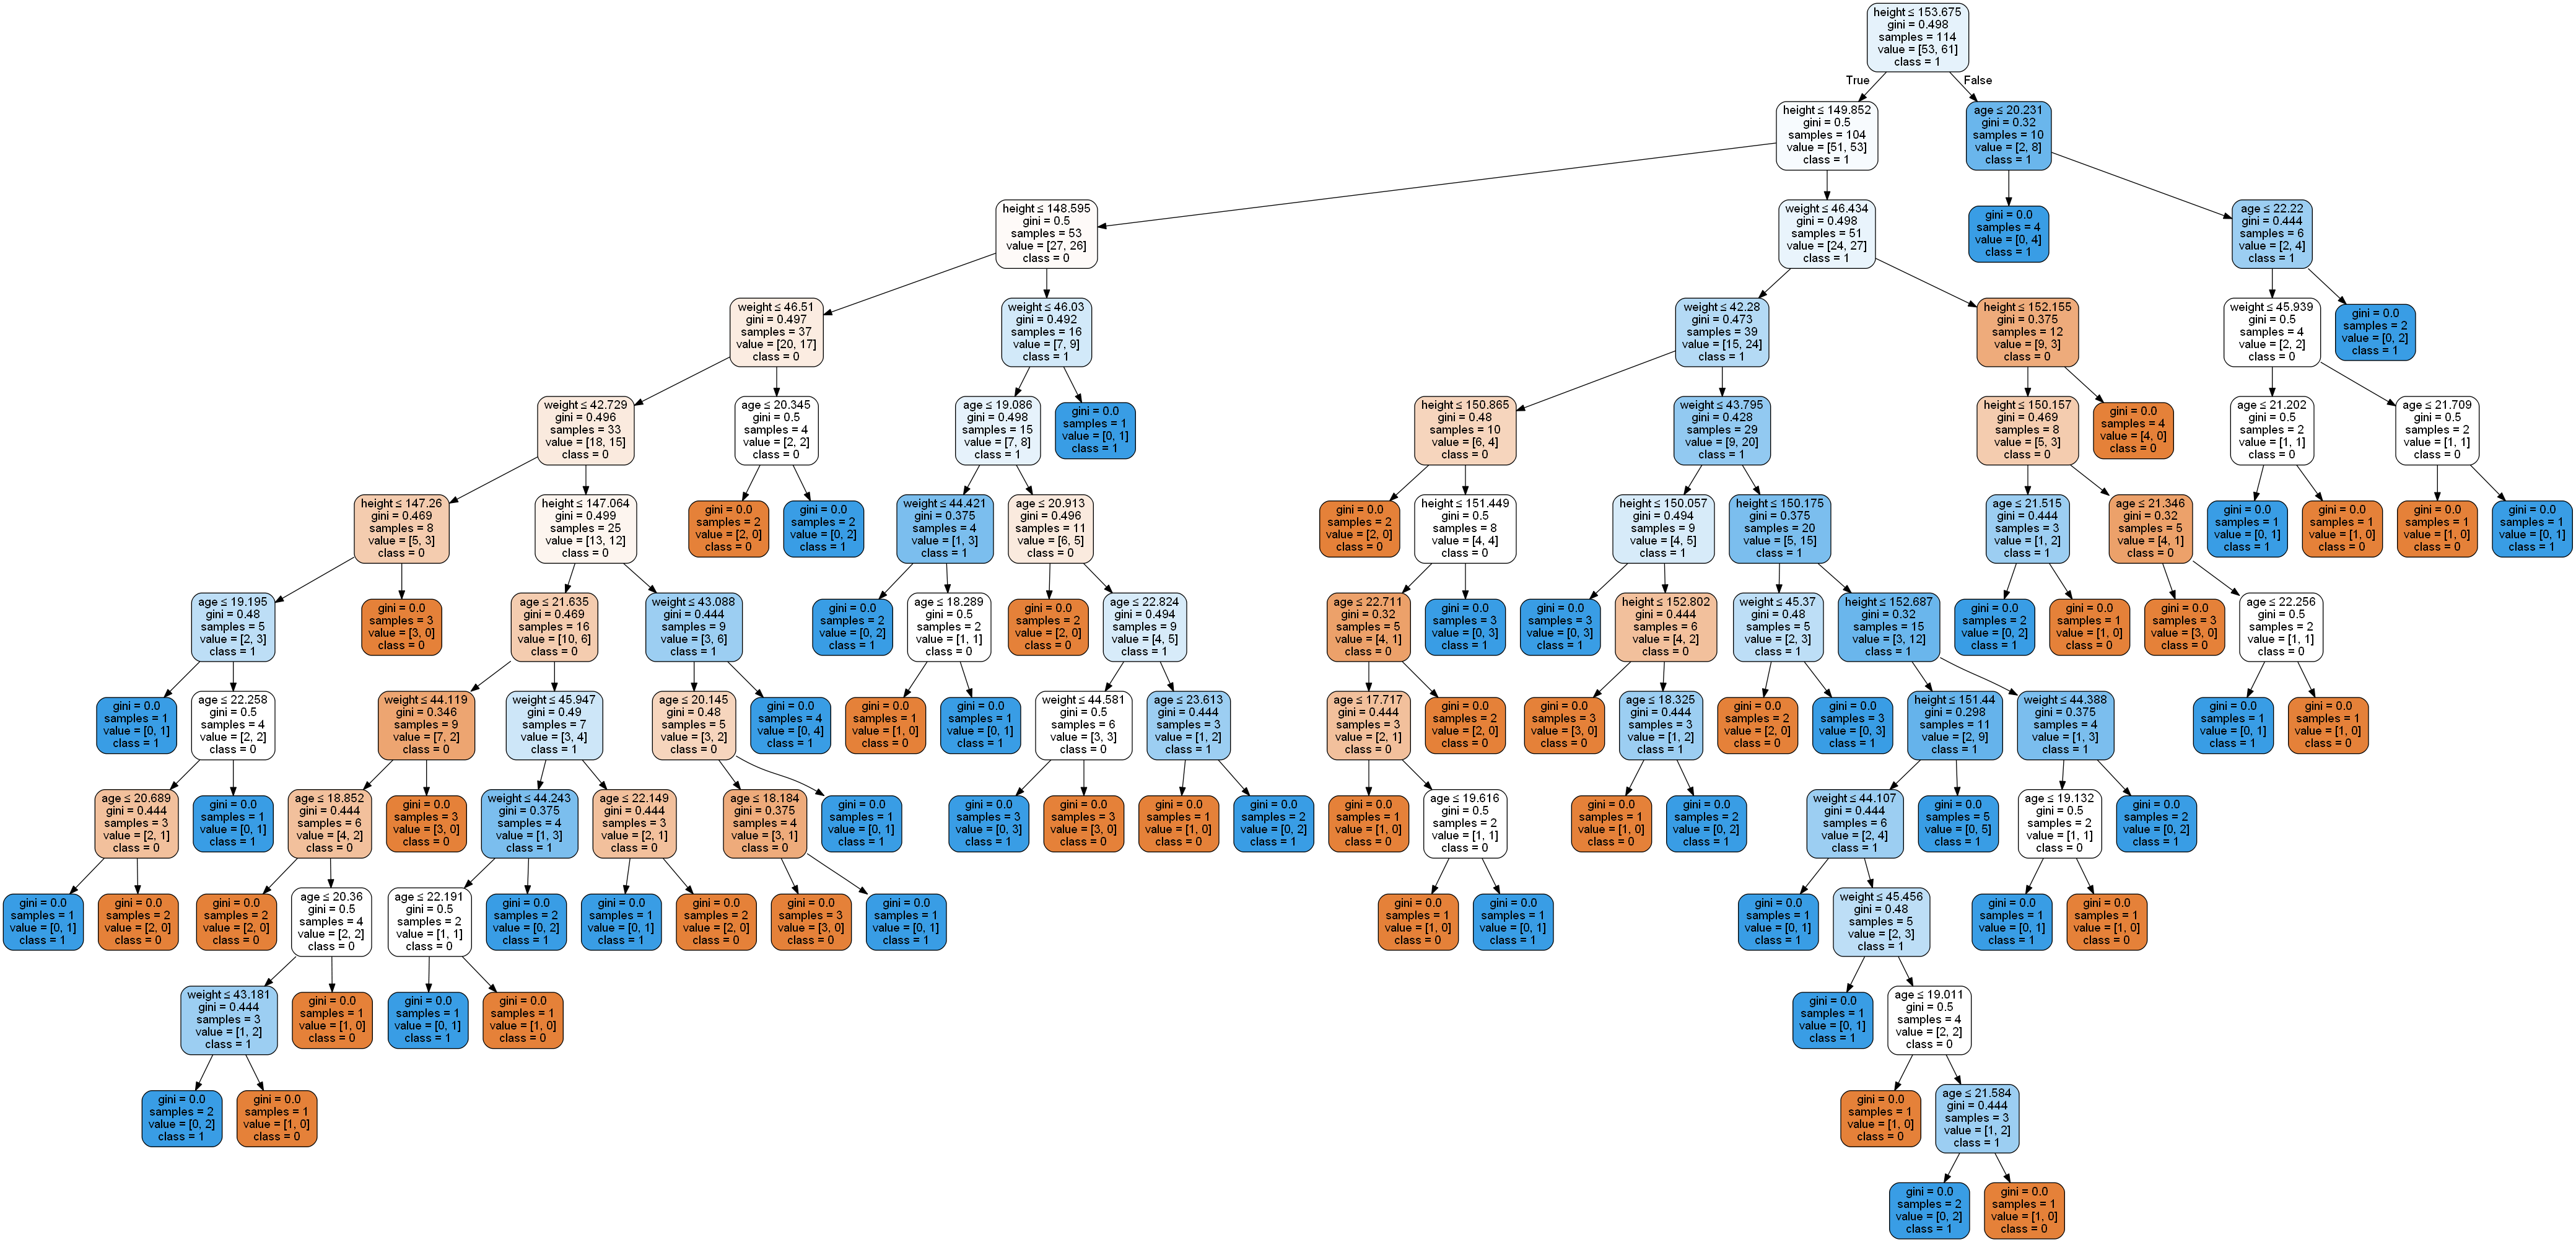 height ≤ 153.675
gini = 0.498
samples = 114
value = [53, 61]
class = 1
True
False
height ≤ 149.852
gini = 0.5
samples = 104
value = [51, 53]
class = 1
age ≤ 20.231
gini = 0.32
samples = 10
value = [2, 8]
class = 1
height ≤ 148.595
gini = 0.5
samples = 53
value = [27, 26]
class = 0
weight ≤ 46.434
gini = 0.498
samples = 51
value = [24, 27]
class = 1
gini = 0.0
samples = 4
value = [0, 4]
class = 1
age ≤ 22.22
gini = 0.444
samples = 6
value = [2, 4]
class = 1
weight ≤ 46.51
gini = 0.497
samples = 37
value = [20, 17]
class = 0
weight ≤ 46.03
gini = 0.492
samples = 16
value = [7, 9]
class = 1
weight ≤ 42.28
gini = 0.473
samples = 39
value = [15, 24]
class = 1
height ≤ 152.155
gini = 0.375
samples = 12
value = [9, 3]
class = 0
weight ≤ 45.939
gini = 0.5
samples = 4
value = [2, 2]
class = 0
gini = 0.0
samples = 2
value = [0, 2]
class = 1
weight ≤ 42.729
gini = 0.496
samples = 33
value = [18, 15]
class = 0
age ≤ 20.345
gini = 0.5
samples = 4
value = [2, 2]
class = 0
age ≤ 19.086
gini = 0.498
samples = 15
value = [7, 8]
class = 1
gini = 0.0
samples = 1
value = [0, 1]
class = 1
height ≤ 150.865
gini = 0.48
samples = 10
value = [6, 4]
class = 0
weight ≤ 43.795
gini = 0.428
samples = 29
value = [9, 20]
class = 1
height ≤ 150.157
gini = 0.469
samples = 8
value = [5, 3]
class = 0
gini = 0.0
samples = 4
value = [4, 0]
class = 0
age ≤ 21.202
gini = 0.5
samples = 2
value = [1, 1]
class = 0
age ≤ 21.709
gini = 0.5
samples = 2
value = [1, 1]
class = 0
height ≤ 147.26
gini = 0.469
samples = 8
value = [5, 3]
class = 0
height ≤ 147.064
gini = 0.499
samples = 25
value = [13, 12]
class = 0
gini = 0.0
samples = 2
value = [2, 0]
class = 0
gini = 0.0
samples = 2
value = [0, 2]
class = 1
weight ≤ 44.421
gini = 0.375
samples = 4
value = [1, 3]
class = 1
age ≤ 20.913
gini = 0.496
samples = 11
value = [6, 5]
class = 0
gini = 0.0
samples = 2
value = [2, 0]
class = 0
height ≤ 151.449
gini = 0.5
samples = 8
value = [4, 4]
class = 0
height ≤ 150.057
gini = 0.494
samples = 9
value = [4, 5]
class = 1
height ≤ 150.175
gini = 0.375
samples = 20
value = [5, 15]
class = 1
age ≤ 21.515
gini = 0.444
samples = 3
value = [1, 2]
class = 1
age ≤ 21.346
gini = 0.32
samples = 5
value = [4, 1]
class = 0
gini = 0.0
samples = 1
value = [0, 1]
class = 1
gini = 0.0
samples = 1
value = [1, 0]
class = 0
gini = 0.0
samples = 1
value = [1, 0]
class = 0
gini = 0.0
samples = 1
value = [0, 1]
class = 1
age ≤ 19.195
gini = 0.48
samples = 5
value = [2, 3]
class = 1
gini = 0.0
samples = 3
value = [3, 0]
class = 0
age ≤ 21.635
gini = 0.469
samples = 16
value = [10, 6]
class = 0
weight ≤ 43.088
gini = 0.444
samples = 9
value = [3, 6]
class = 1
gini = 0.0
samples = 2
value = [0, 2]
class = 1
age ≤ 18.289
gini = 0.5
samples = 2
value = [1, 1]
class = 0
gini = 0.0
samples = 2
value = [2, 0]
class = 0
age ≤ 22.824
gini = 0.494
samples = 9
value = [4, 5]
class = 1
age ≤ 22.711
gini = 0.32
samples = 5
value = [4, 1]
class = 0
gini = 0.0
samples = 3
value = [0, 3]
class = 1
gini = 0.0
samples = 3
value = [0, 3]
class = 1
height ≤ 152.802
gini = 0.444
samples = 6
value = [4, 2]
class = 0
weight ≤ 45.37
gini = 0.48
samples = 5
value = [2, 3]
class = 1
height ≤ 152.687
gini = 0.32
samples = 15
value = [3, 12]
class = 1
gini = 0.0
samples = 2
value = [0, 2]
class = 1
gini = 0.0
samples = 1
value = [1, 0]
class = 0
gini = 0.0
samples = 3
value = [3, 0]
class = 0
age ≤ 22.256
gini = 0.5
samples = 2
value = [1, 1]
class = 0
gini = 0.0
samples = 1
value = [0, 1]
class = 1
age ≤ 22.258
gini = 0.5
samples = 4
value = [2, 2]
class = 0
weight ≤ 44.119
gini = 0.346
samples = 9
value = [7, 2]
class = 0
weight ≤ 45.947
gini = 0.49
samples = 7
value = [3, 4]
class = 1
age ≤ 20.145
gini = 0.48
samples = 5
value = [3, 2]
class = 0
gini = 0.0
samples = 4
value = [0, 4]
class = 1
gini = 0.0
samples = 1
value = [1, 0]
class = 0
gini = 0.0
samples = 1
value = [0, 1]
class = 1
weight ≤ 44.581
gini = 0.5
samples = 6
value = [3, 3]
class = 0
age ≤ 23.613
gini = 0.444
samples = 3
value = [1, 2]
class = 1
age ≤ 17.717
gini = 0.444
samples = 3
value = [2, 1]
class = 0
gini = 0.0
samples = 2
value = [2, 0]
class = 0
gini = 0.0
samples = 3
value = [3, 0]
class = 0
age ≤ 18.325
gini = 0.444
samples = 3
value = [1, 2]
class = 1
gini = 0.0
samples = 2
value = [2, 0]
class = 0
gini = 0.0
samples = 3
value = [0, 3]
class = 1
height ≤ 151.44
gini = 0.298
samples = 11
value = [2, 9]
class = 1
weight ≤ 44.388
gini = 0.375
samples = 4
value = [1, 3]
class = 1
gini = 0.0
samples = 1
value = [0, 1]
class = 1
gini = 0.0
samples = 1
value = [1, 0]
class = 0
age ≤ 20.689
gini = 0.444
samples = 3
value = [2, 1]
class = 0
gini = 0.0
samples = 1
value = [0, 1]
class = 1
age ≤ 18.852
gini = 0.444
samples = 6
value = [4, 2]
class = 0
gini = 0.0
samples = 3
value = [3, 0]
class = 0
weight ≤ 44.243
gini = 0.375
samples = 4
value = [1, 3]
class = 1
age ≤ 22.149
gini = 0.444
samples = 3
value = [2, 1]
class = 0
age ≤ 18.184
gini = 0.375
samples = 4
value = [3, 1]
class = 0
gini = 0.0
samples = 1
value = [0, 1]
class = 1
gini = 0.0
samples = 3
value = [0, 3]
class = 1
gini = 0.0
samples = 3
value = [3, 0]
class = 0
gini = 0.0
samples = 1
value = [1, 0]
class = 0
gini = 0.0
samples = 2
value = [0, 2]
class = 1
gini = 0.0
samples = 1
value = [1, 0]
class = 0
age ≤ 19.616
gini = 0.5
samples = 2
value = [1, 1]
class = 0
gini = 0.0
samples = 1
value = [1, 0]
class = 0
gini = 0.0
samples = 2
value = [0, 2]
class = 1
weight ≤ 44.107
gini = 0.444
samples = 6
value = [2, 4]
class = 1
gini = 0.0
samples = 5
value = [0, 5]
class = 1
age ≤ 19.132
gini = 0.5
samples = 2
value = [1, 1]
class = 0
gini = 0.0
samples = 2
value = [0, 2]
class = 1
gini = 0.0
samples = 1
value = [0, 1]
class = 1
gini = 0.0
samples = 2
value = [2, 0]
class = 0
gini = 0.0
samples = 2
value = [2, 0]
class = 0
age ≤ 20.36
gini = 0.5
samples = 4
value = [2, 2]
class = 0
age ≤ 22.191
gini = 0.5
samples = 2
value = [1, 1]
class = 0
gini = 0.0
samples = 2
value = [0, 2]
class = 1
gini = 0.0
samples = 1
value = [0, 1]
class = 1
gini = 0.0
samples = 2
value = [2, 0]
class = 0
gini = 0.0
samples = 3
value = [3, 0]
class = 0
gini = 0.0
samples = 1
value = [0, 1]
class = 1
gini = 0.0
samples = 1
value = [1, 0]
class = 0
gini = 0.0
samples = 1
value = [0, 1]
class = 1
gini = 0.0
samples = 1
value = [0, 1]
class = 1
weight ≤ 45.456
gini = 0.48
samples = 5
value = [2, 3]
class = 1
gini = 0.0
samples = 1
value = [0, 1]
class = 1
gini = 0.0
samples = 1
value = [1, 0]
class = 0
weight ≤ 43.181
gini = 0.444
samples = 3
value = [1, 2]
class = 1
gini = 0.0
samples = 1
value = [1, 0]
class = 0
gini = 0.0
samples = 1
value = [0, 1]
class = 1
gini = 0.0
samples = 1
value = [1, 0]
class = 0
gini = 0.0
samples = 1
value = [0, 1]
class = 1
age ≤ 19.011
gini = 0.5
samples = 4
value = [2, 2]
class = 0
gini = 0.0
samples = 2
value = [0, 2]
class = 1
gini = 0.0
samples = 1
value = [1, 0]
class = 0
gini = 0.0
samples = 1
value = [1, 0]
class = 0
age ≤ 21.584
gini = 0.444
samples = 3
value = [1, 2]
class = 1
gini = 0.0
samples = 2
value = [0, 2]
class = 1
gini = 0.0
samples = 1
value = [1, 0]
class = 0